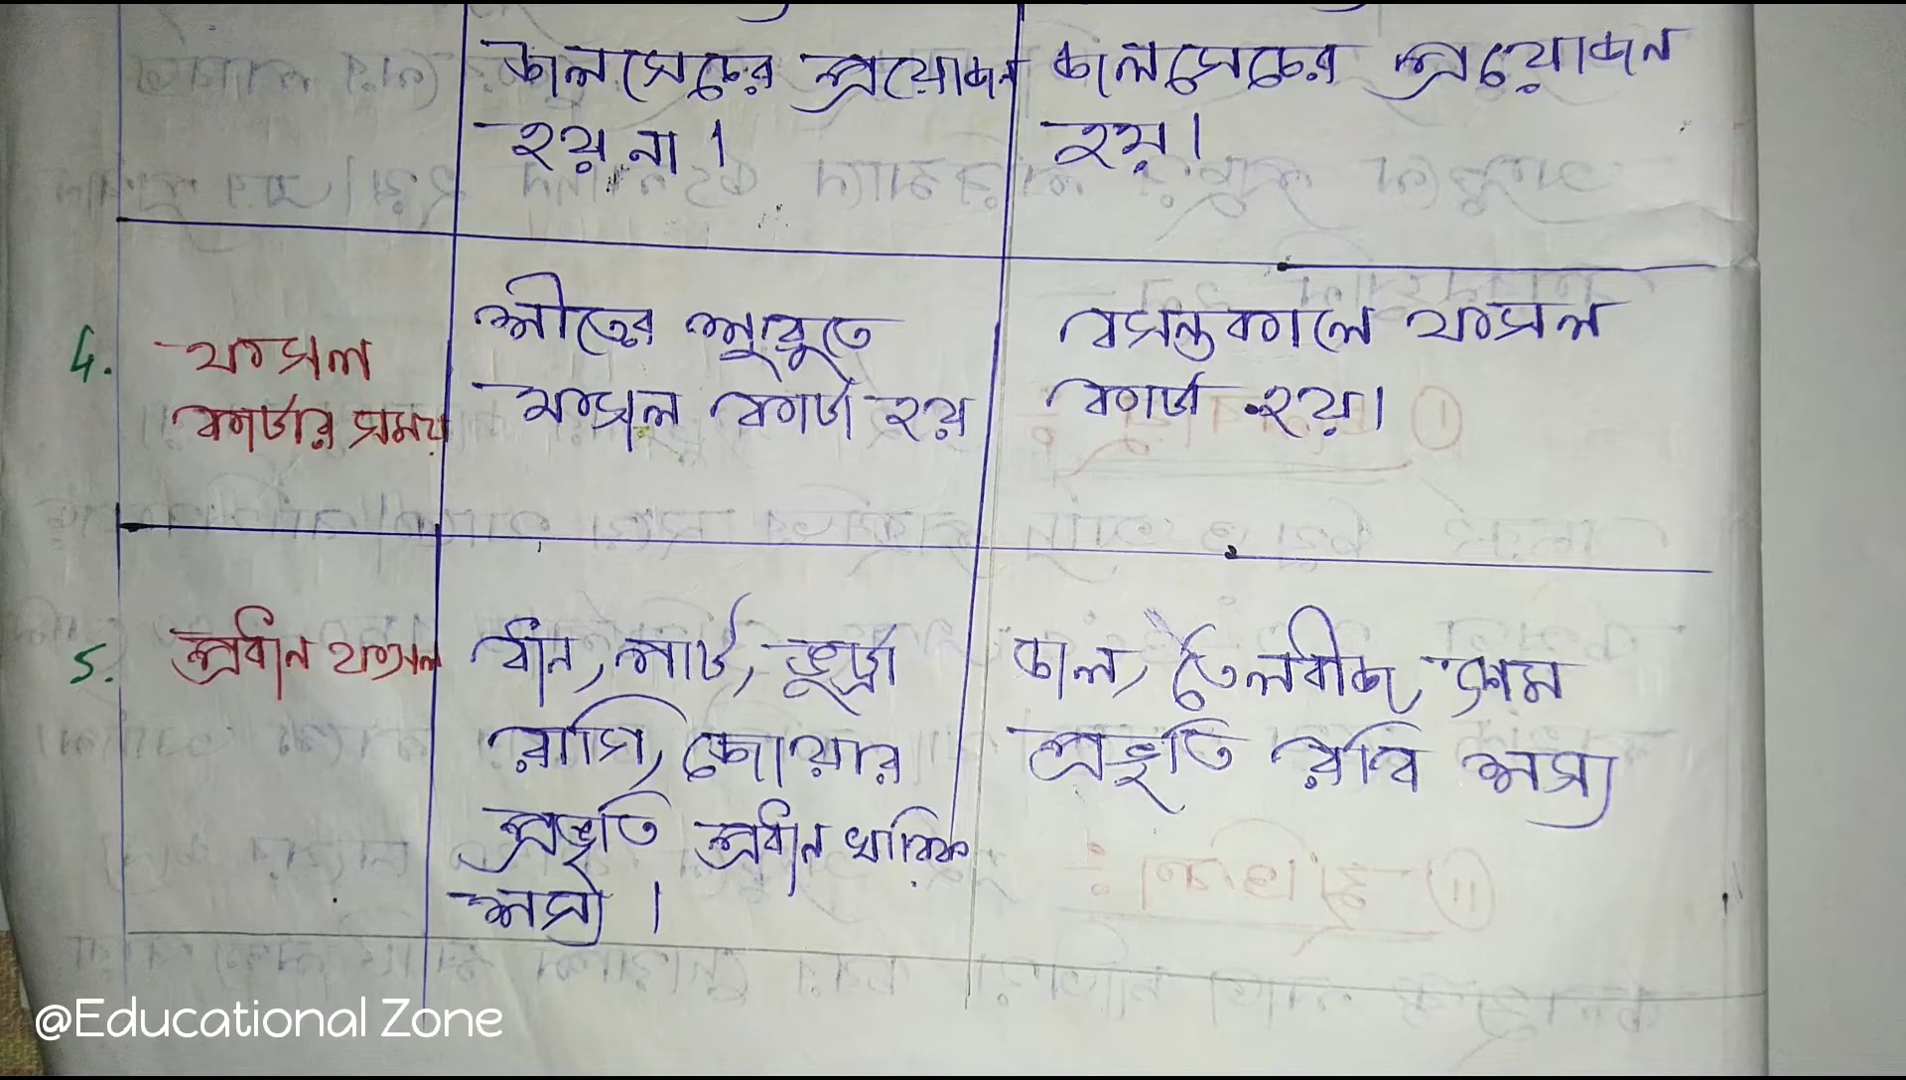 জলসেচের প্রয়োজন
হয় না।
জলসেচের প্রয়োজন
হয়।
4.
ফসল
কাটার সময়
শীতের শুরুতে
ফসল কাটা হয়
বসন্তকালে ফসল
কাটা হয়।
5.
প্রধান ফসল
ধান, পাট, ভুট্টা
রাগি, জোয়ার
প্রভৃতি প্রধান খারিফ
শস্য।
ডাল, তৈলবীজ, গম
প্রভৃতি রবি শস্য
@Educational Zone